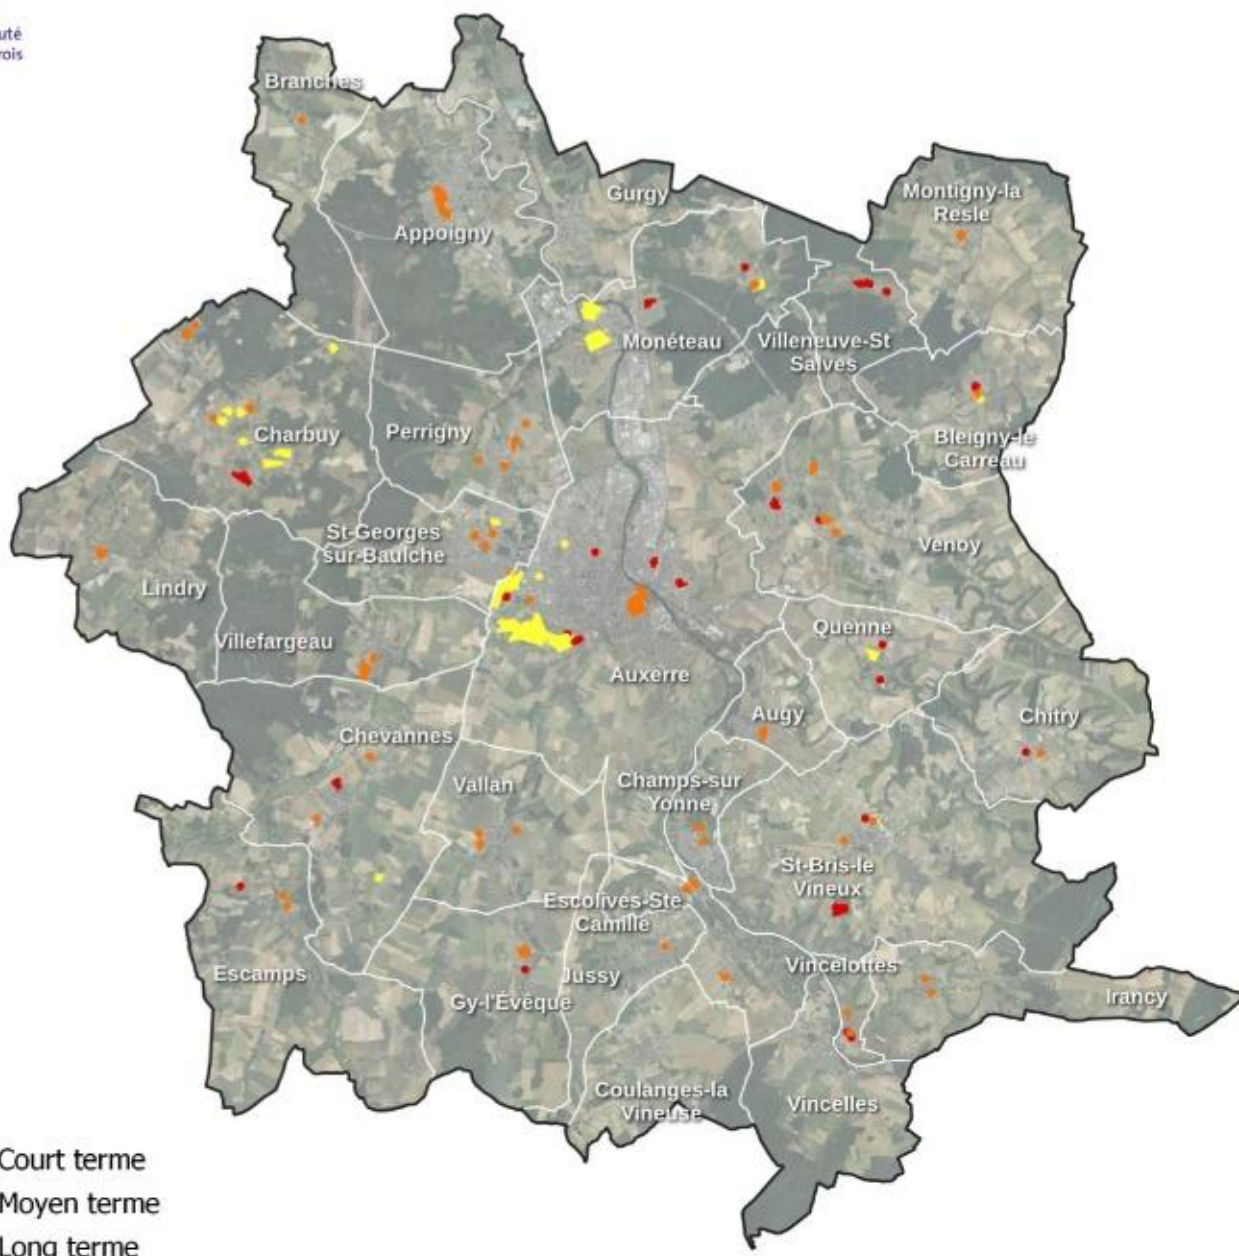 uté
rois
Branches
Gurgy
Montigny-la
Resle
Appoigny
Monéteau
Villeneuve-St
Salves
Charbuy
Perrigny
Bleigny-le
Carreau
St-Georges
sur-Baulche
Venoy
Lindry
Villefargeau
Quenne
Auxerre
Augy
Chitry
Chevannes
Vallan
Champs-sur
Yonne
St-Bris-le
Vineux
Escolives-Ste
Camille
Escamps
Jussy
Vincelottes
Gy-l'Évêque
Irancy
Coulanges-la
Vineuse
Vincelles
Court terme
Moyen terme
Long terme